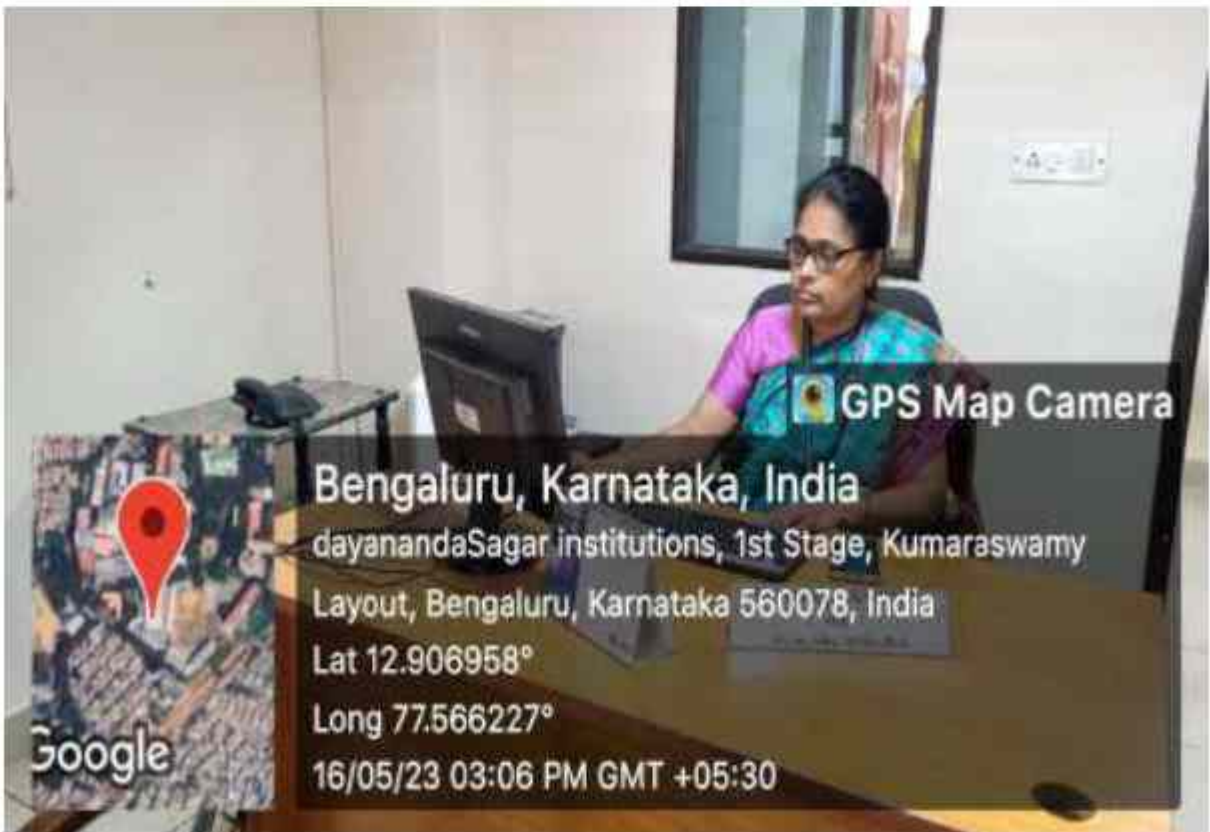 GPS Map Camera
Bengaluru, Karnataka, India
dayanandaSagar institutions, 1st Stage, Kumaraswamy
Layout, Bengaluru, Karnataka 560078, India
Lat 12.906958°
Long 77.566227°
16/05/23 03:06 PM GMT +05:30
Google